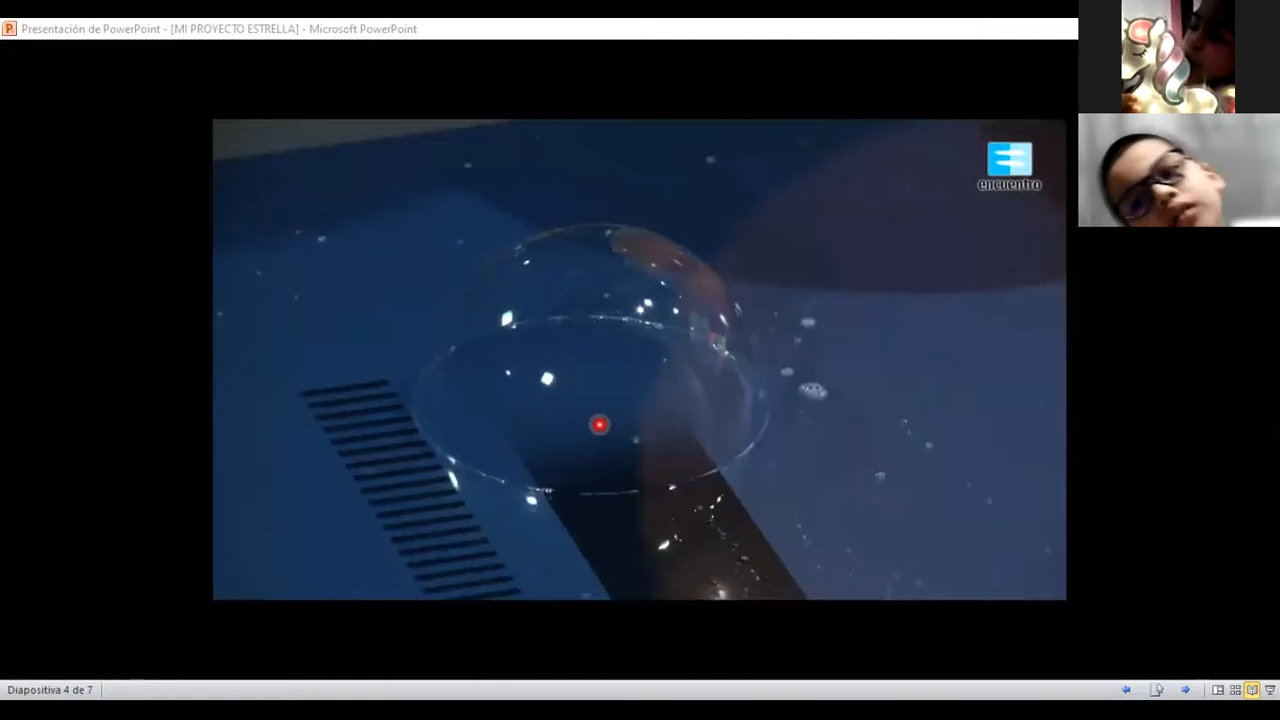 Presentación de PowerPoint - [MI PROYECTO ESTRELLA] - Microsoft PowerPoint
encuentro
Diapositiva 4 de 7